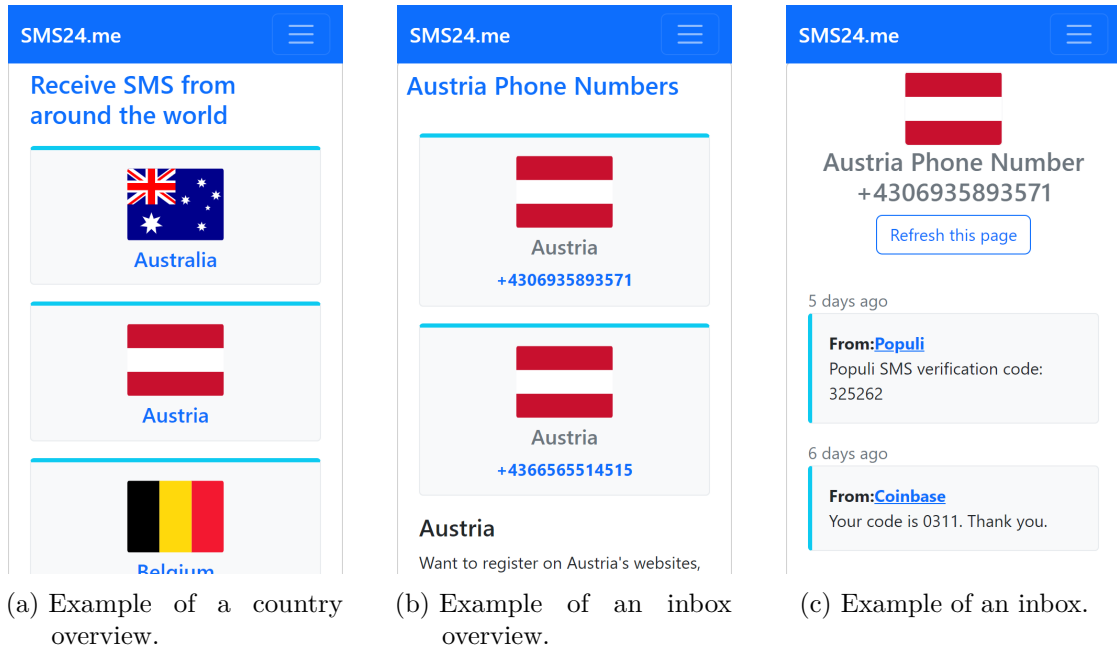 SMS24.me
Receive SMS from
around the world
Australia
Austria
Belgium
(a) Example of a country
overview.
SMS24.me
Austria Phone Numbers
Austria
+4306935893571
Austria
+4366565514515
Austria
Want to register on Austria's websites,
(b) Example of an inbox
overview.
SMS24.me
Austria Phone Number
+4306935893571
Refresh this page
5 days ago
From:Populi
Populi SMS verification code:
325262
6 days ago
From:Coinbase
Your code is 0311. Thank you.
(c) Example of an inbox.